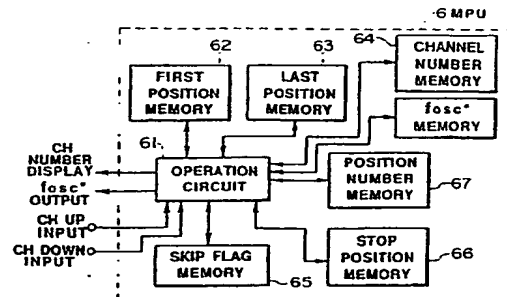 6 MPU
62
63
64
FIRST
POSITION
MEMORY
LAST
POSITION
MEMORY
CHANNEL
NUMBER
MEMORY
fosc*
MEMORY
61
CH
NUMBER
DISPLAY
fosc*
OUTPUT
OPERATION
CIRCUIT
POSITION
NUMBER
MEMORY
67
CH UP
INPUT
CH DOWN
INPUT
SKIP FLAG
MEMORY
65
STOP
POSITION
MEMORY
66